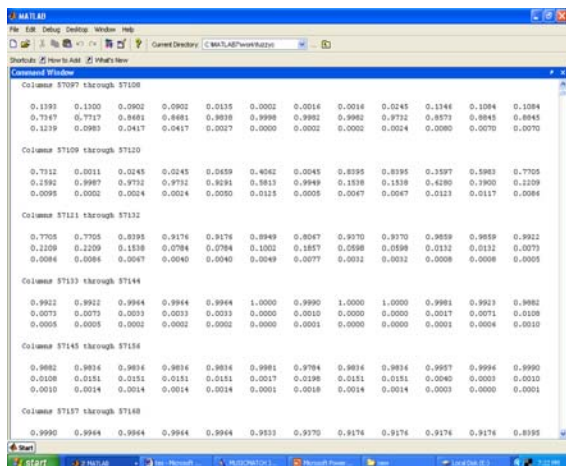 MATLAB
File Edit Debug Desktop Window Help
Current Directory: C:\MATLAB7\work\fuzzyc
Shortcuts How to Add What's New
Command Window
Columns 57097 through 57108
0.1393 0.1300 0.0902 0.0902 0.0135 0.0002 0.0016 0.0016 0.0245 0.1346 0.1084 0.1084
0.7367 0.7717 0.8681 0.8681 0.9838 0.9998 0.9982 0.9982 0.9732 0.8573 0.8845 0.8845
0.1239 0.0983 0.0417 0.0417 0.0027 0.0000 0.0002 0.0002 0.0024 0.0080 0.0070 0.0070
Columns 57109 through 57120
0.7312 0.0011 0.0245 0.0245 0.0659 0.4062 0.0045 0.8395 0.8395 0.3597 0.5983 0.7705
0.2592 0.9987 0.9732 0.9732 0.9291 0.5813 0.9949 0.1538 0.1538 0.6280 0.3900 0.2209
0.0095 0.0002 0.0024 0.0024 0.0050 0.0125 0.0005 0.0067 0.0067 0.0123 0.0117 0.0086
Columns 57121 through 57132
0.7705 0.7705 0.8395 0.9176 0.9176 0.8949 0.8067 0.9370 0.9370 0.9859 0.9859 0.9922
0.2209 0.2209 0.1538 0.0784 0.0784 0.1002 0.1857 0.0598 0.0598 0.0132 0.0132 0.0073
0.0086 0.0086 0.0067 0.0040 0.0040 0.0049 0.0077 0.0032 0.0032 0.0008 0.0008 0.0005
Columns 57133 through 57144
0.9922 0.9922 0.9964 0.9964 0.9964 1.0000 0.9990 1.0000 1.0000 0.9981 0.9923 0.9882
0.0073 0.0073 0.0033 0.0033 0.0033 0.0000 0.0010 0.0000 0.0000 0.0017 0.0071 0.0108
0.0005 0.0005 0.0002 0.0002 0.0002 0.0000 0.0001 0.0000 0.0000 0.0001 0.0006 0.0010
Columns 57145 through 57156
0.9882 0.9836 0.9836 0.9836 0.9836 0.9981 0.9784 0.9836 0.9836 0.9957 0.9996 0.9990
0.0108 0.0151 0.0151 0.0151 0.0151 0.0017 0.0198 0.0151 0.0151 0.0040 0.0003 0.0010
0.0010 0.0014 0.0014 0.0014 0.0014 0.0001 0.0018 0.0014 0.0014 0.0003 0.0000 0.0001
Columns 57157 through 57168
0.9990 0.9964 0.9964 0.9964 0.9964 0.9533 0.9370 0.9176 0.9176 0.9176 0.9176 0.8395
Start
start 2 MATLAB Microsoft ... MUSICMATCH J... Microsoft Power... new Local Disk (E:) 7:22 PM